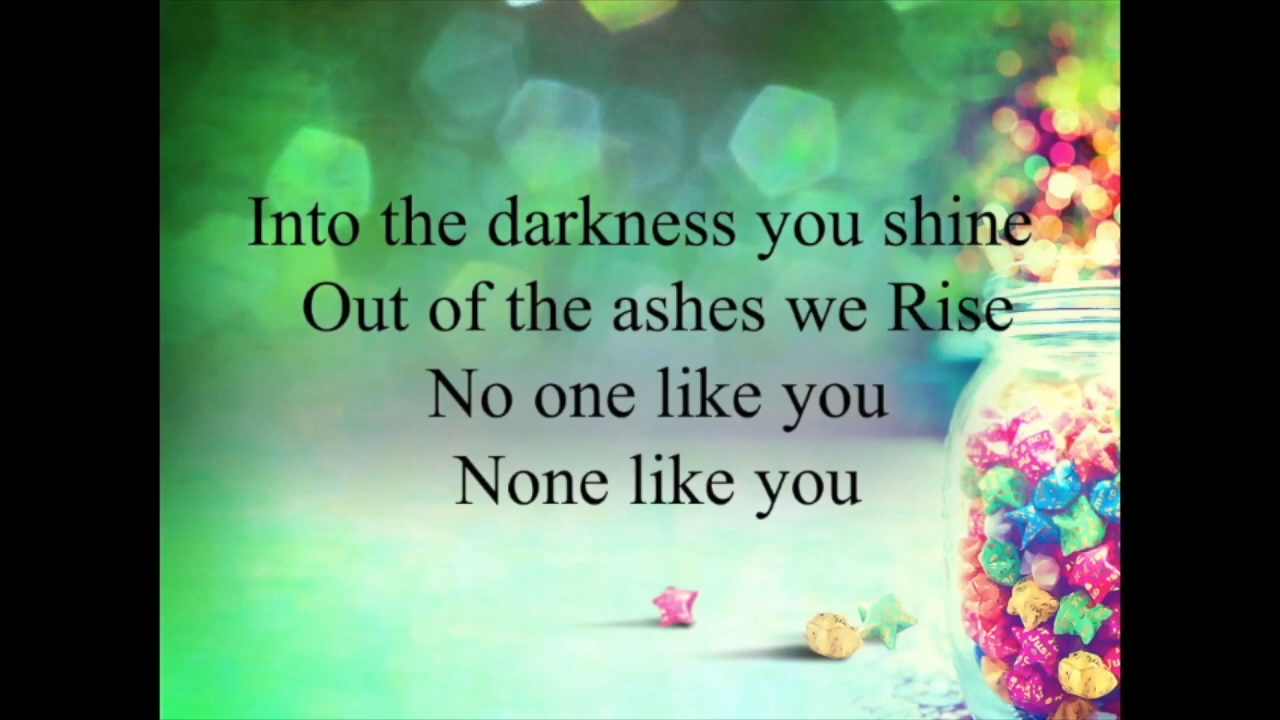 Into the darkness you shine
Out of the ashes we Rise
No one like you
None like you